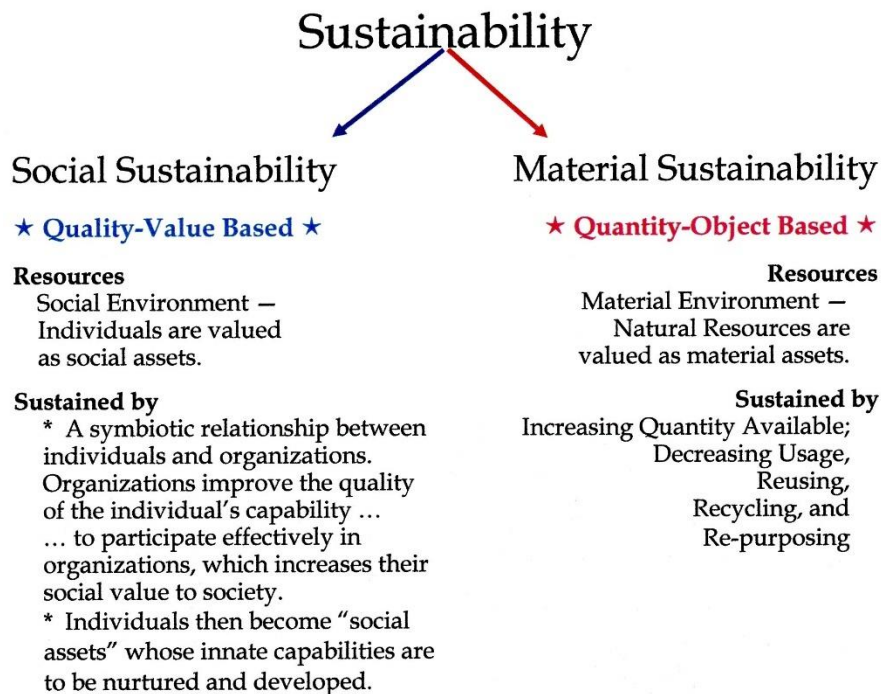 Sustainability
Social Sustainability
★ Quality-Value Based ★
Resources
Social Environment —
Individuals are valued
as social assets.
Sustained by
* A symbiotic relationship between
individuals and organizations.
Organizations improve the quality
of the individual's capability …
… to participate effectively in
organizations, which increases their
social value to society.
* Individuals then become “social
assets” whose innate capabilities are
to be nurtured and developed.
Material Sustainability
★ Quantity-Object Based ★
Resources
Material Environment —
Natural Resources are
valued as material assets.
Sustained by
Increasing Quantity Available;
Decreasing Usage,
Reusing,
Recycling, and
Re-purposing